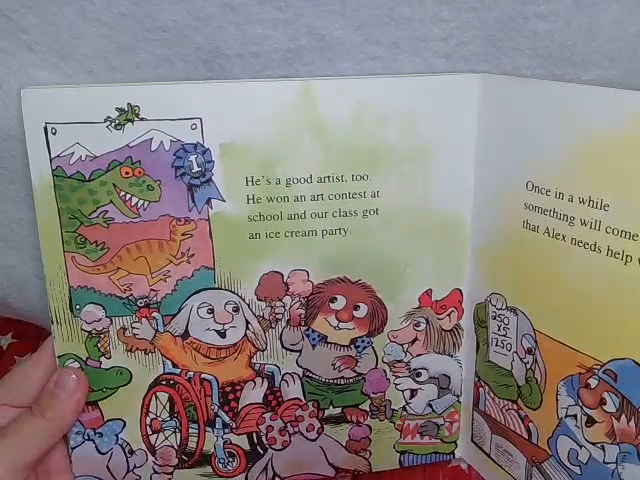 He's a good artist, too.
He won an art contest at
school and our class got
an ice cream party.
1
Once in a while
something will come
that Alex needs help
250
x5
1250
C